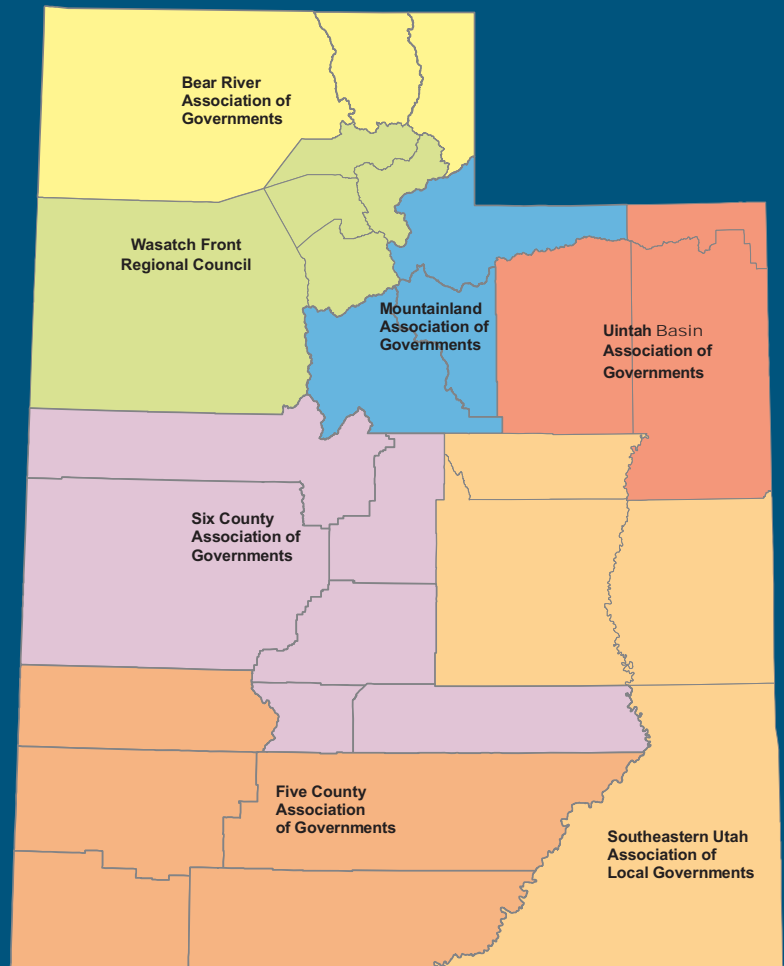 Bear River
Association of
Governments
Wasatch Front
Regional Council
Mountainland
Association of
Governments
Uintah Basin
Association of
Governments
Six County
Association of
Governments
Five County
Association
of Governments
Southeastern Utah
Association of
Local Governments